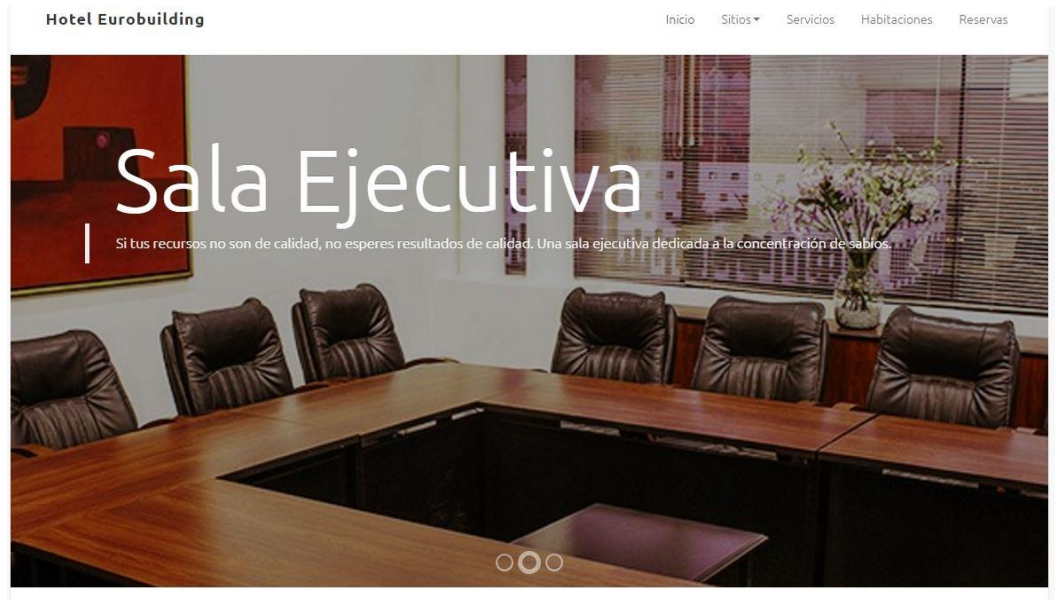 Hotel Eurobuilding
Inicio Sitios Servicios Habitaciones Reservas
Sala Ejecutiva
Si tus recursos no son de calidad, no esperes resultados de calidad. Una sala ejecutiva dedicada a la concentración de sabios.